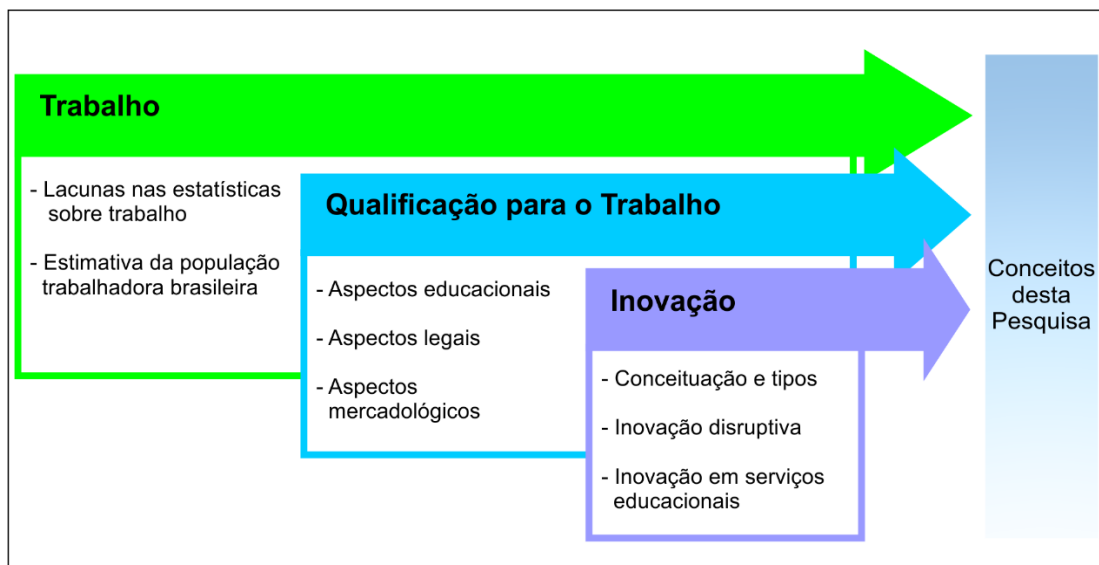 Trabalho
- Lacunas nas estatísticas
sobre trabalho
- Estimativa da população
trabalhadora brasileira
Qualificação para o Trabalho
- Aspectos educacionais
- Aspectos legais
- Aspectos
mercadológicos
Inovação
- Conceituação e tipos
- Inovação disruptiva
- Inovação em serviços
educacionais
Conceitos
desta
Pesquisa